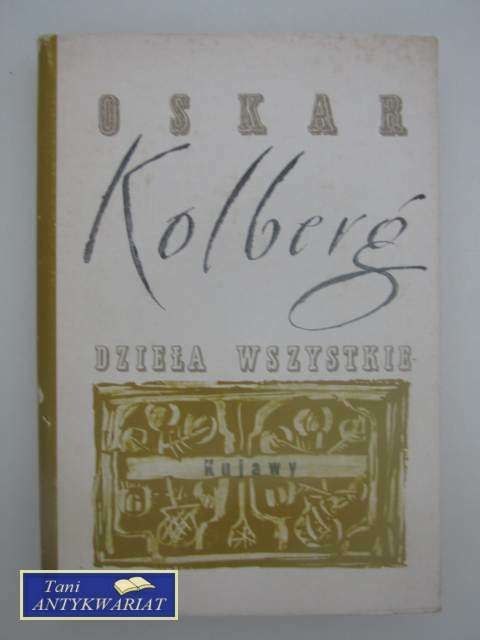 OSKAR
Kolberg
DZIEŁA WSZYSTKIE
Kujawy
Tani
ANTYKWARIAT